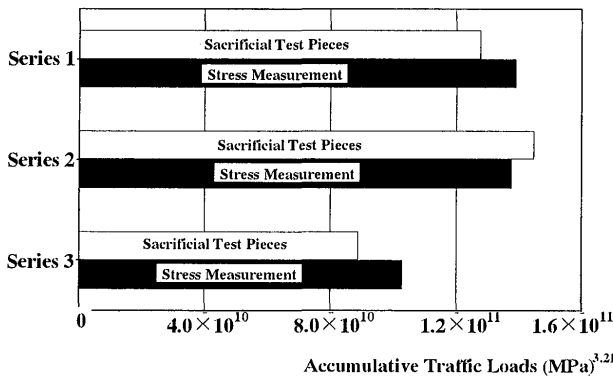 Series 1
Sacrificial Test Pieces
Stress Measurement
Series 2
Sacrificial Test Pieces
Stress Measurement
Series 3
Sacrificial Test Pieces
Stress Measurement
0 4.0×10¹⁰ 8.0×10¹⁰ 1.2×10¹¹ 1.6×10¹¹
Accumulative Traffic Loads (MPa)³·²¹